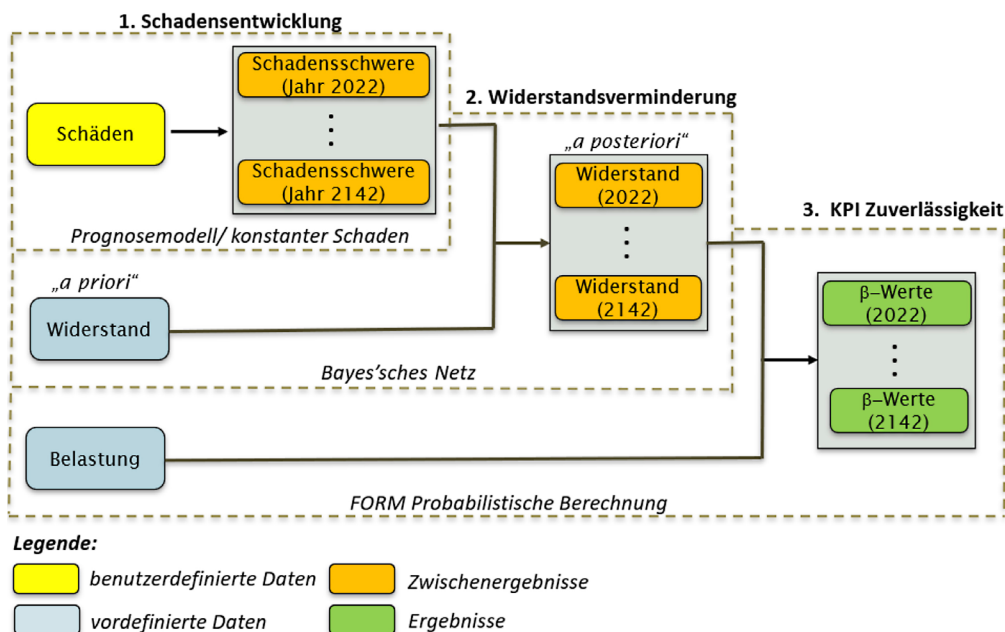 1. Schadensentwicklung
Schäden
Schadensschwere
(Jahr 2022)
Schadensschwere
(Jahr 2142)
Prognosemodell/ konstanter Schaden
2. Widerstandsverminderung
„a priori“
Widerstand
„a posteriori“
Widerstand
(2022)
Widerstand
(2142)
Bayes’sches Netz
3. KPI Zuverlässigkeit
Belastung
β–Werte
(2022)
β–Werte
(2142)
FORM Probabilistische Berechnung
Legende:
benutzerdefinierte Daten
Zwischenergebnisse
vordefinierte Daten
Ergebnisse